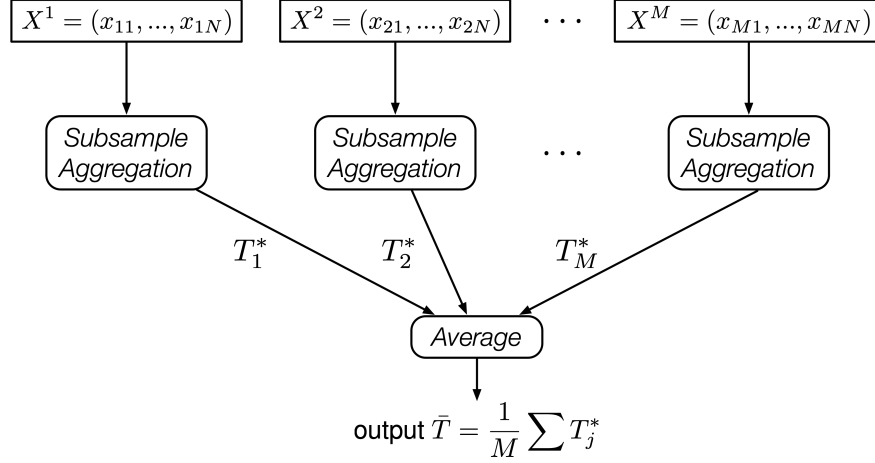 X^1 = (x_{11}, ..., x_{1N}) X^2 = (x_{21}, ..., x_{2N}) ... X^M = (x_{M1}, ..., x_{MN})
Subsample Aggregation
Subsample Aggregation
...
Subsample Aggregation
T_1^* T_2^* T_M^*
Average
output \bar{T} = \frac{1}{M} \sum T_j^*